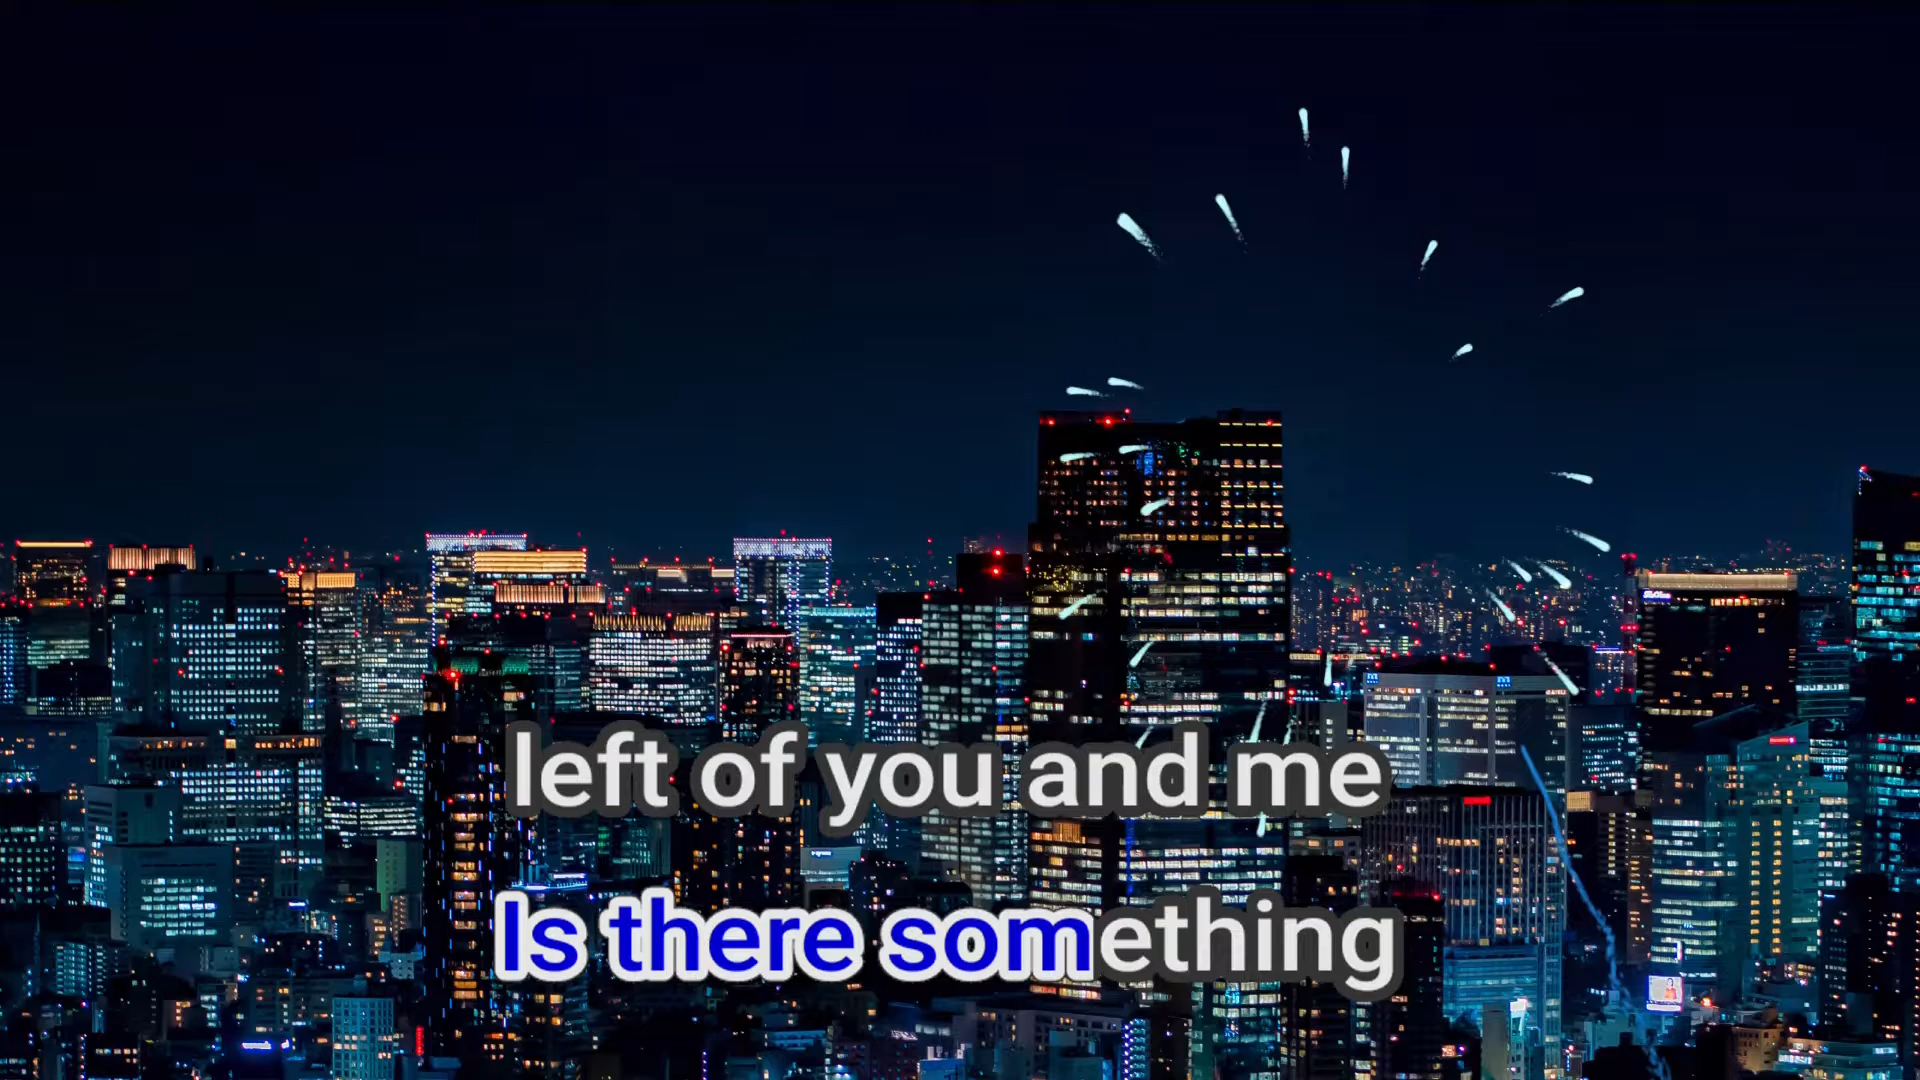 left of you and me
Is there something